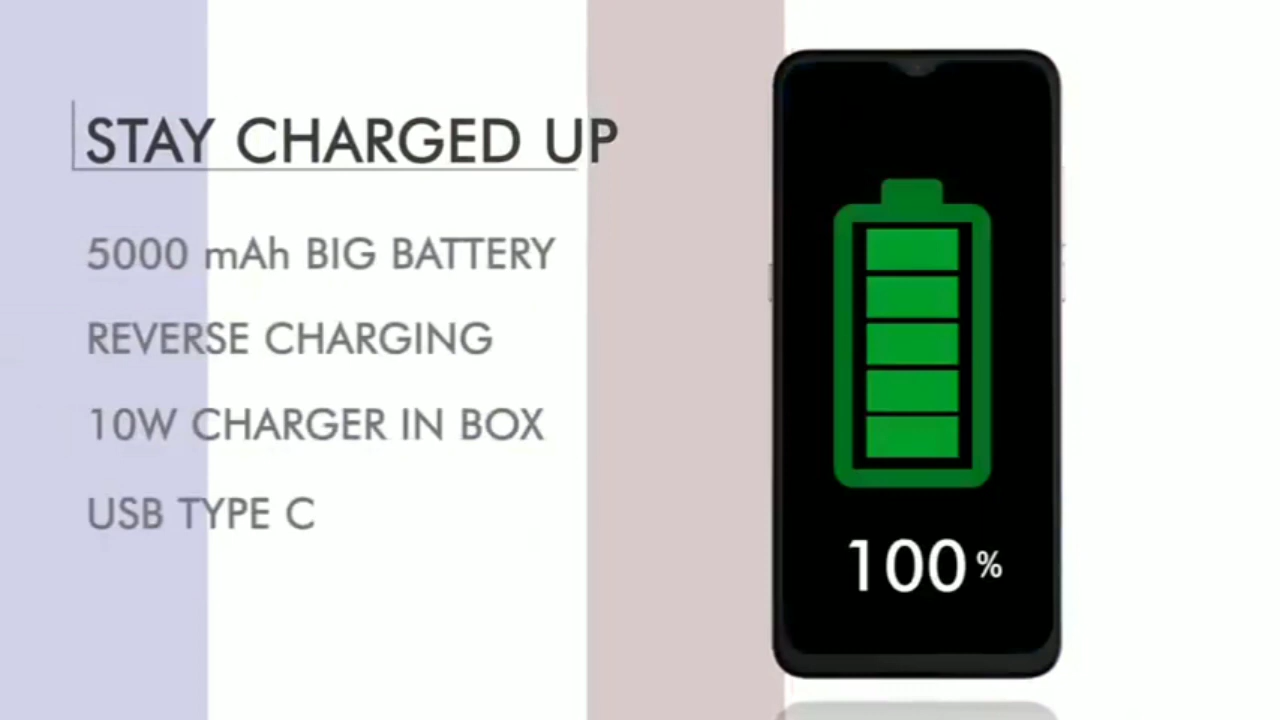 STAY CHARGED UP
5000 mAh BIG BATTERY
REVERSE CHARGING
10W CHARGER IN BOX
USB TYPE C
100%